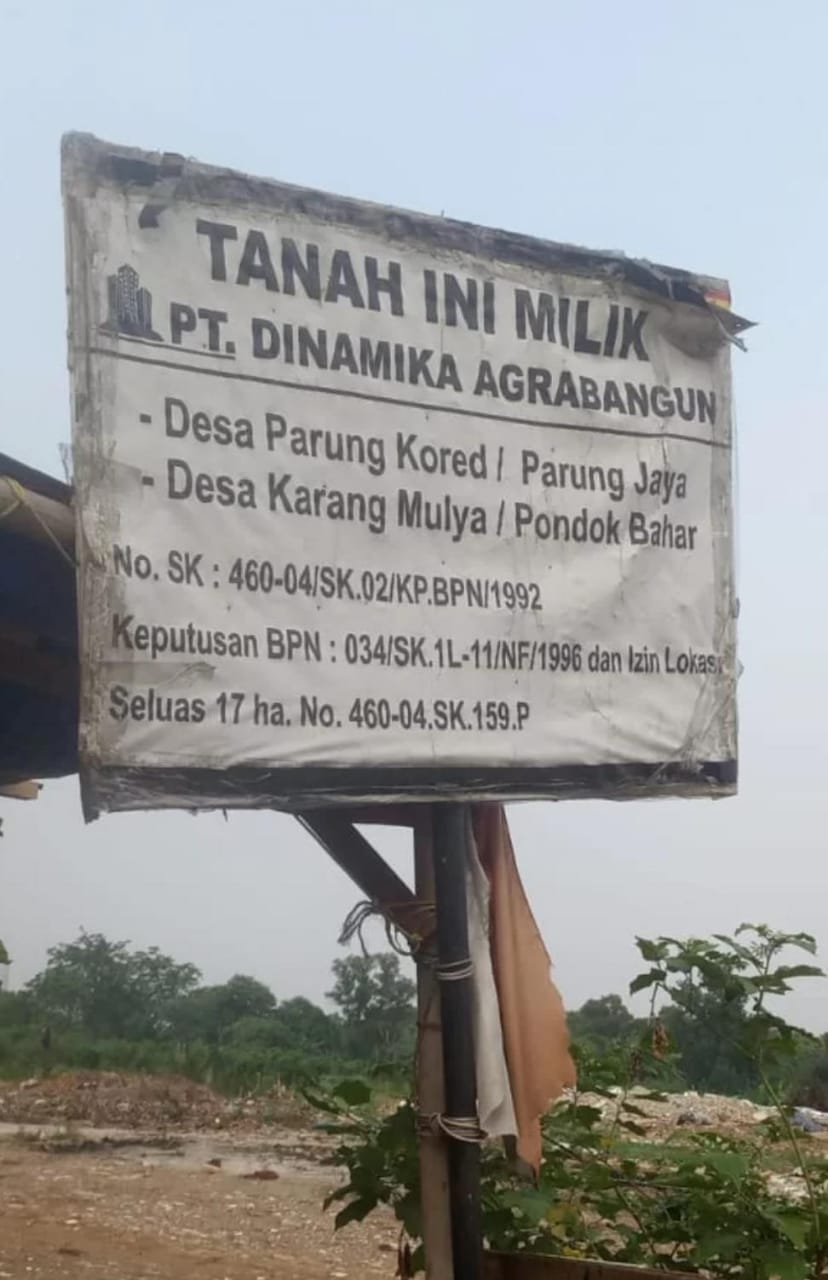 TANAH INI MILIK
PT. DINAMIKA AGRABANGUN
- Desa Parung Kored / Parung Jaya
- Desa Karang Mulya / Pondok Bahar
No. SK : 460-04/SK.02/KP.BPN/1992
Keputusan BPN : 034/SK.1L-11/NF/1996 dan Izin Lokasi
Seluas 17 ha. No. 460-04.SK.159.P